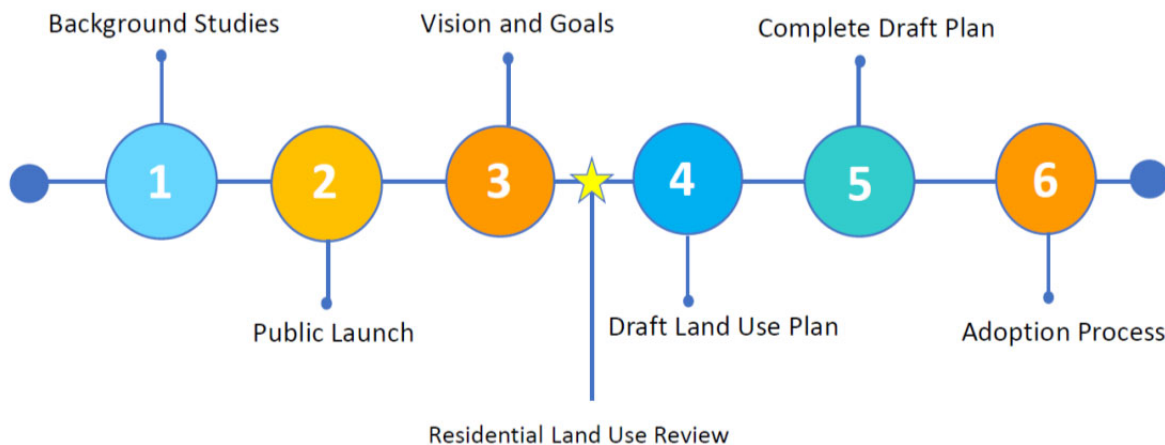 Background Studies
Vision and Goals
Complete Draft Plan
1
2
3
4
5
6
Public Launch
Draft Land Use Plan
Adoption Process
Residential Land Use Review